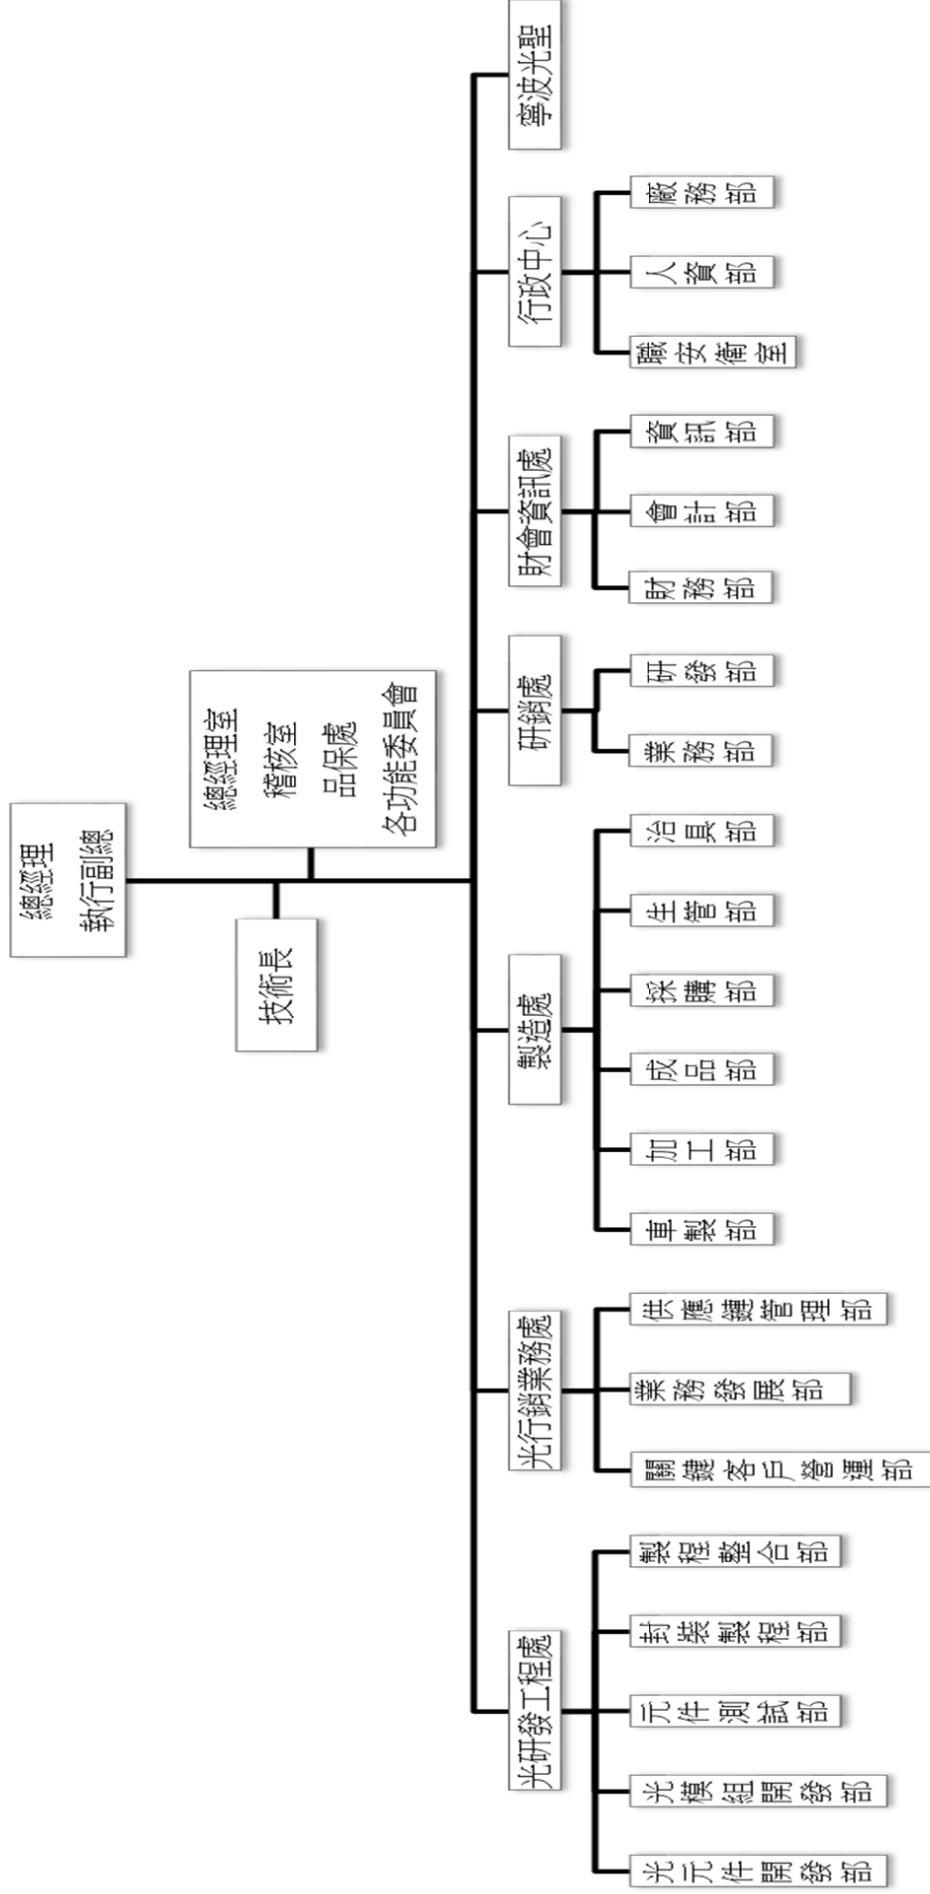 總經理
執行副總
技術長
總經理室
稽核室
品保處
各功能委員會
光研發工程處
光行銷業務處
製造處
研銷處
財會資訊處
行政中心
寧波光聖
光元件開發部
光模組開發部
元件測試部
封裝製程部
製程整合部
關鍵客戶營運部
業務發展部
供應鏈管理部
車製部
加工部
成品部
採購部
生管部
治具部
業務部
研發部
財務部
會計部
資訊部
職安衛室
人資部
廠務部